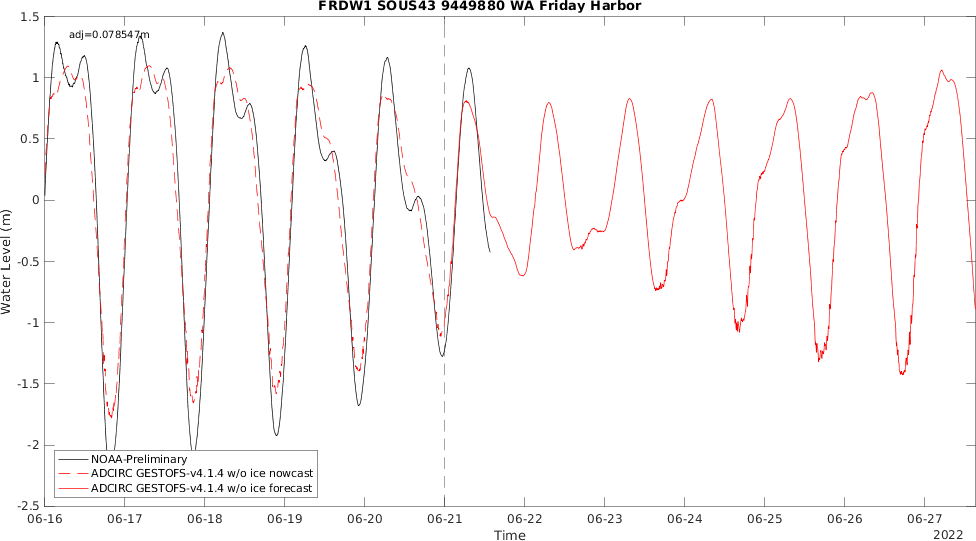 FRDW1 SOUS43 9449880 WA Friday Harbor
adj=0.078547m
Water Level (m)
1.5
1
0.5
0
-0.5
-1
-1.5
-2
-2.5
NOAA-Preliminary
ADCIRC GESTOFS-v4.1.4 w/o ice nowcast
ADCIRC GESTOFS-v4.1.4 w/o ice forecast
06-16 06-17 06-18 06-19 06-20 06-21 06-22 06-23 06-24 06-25 06-26 06-27
Time
2022